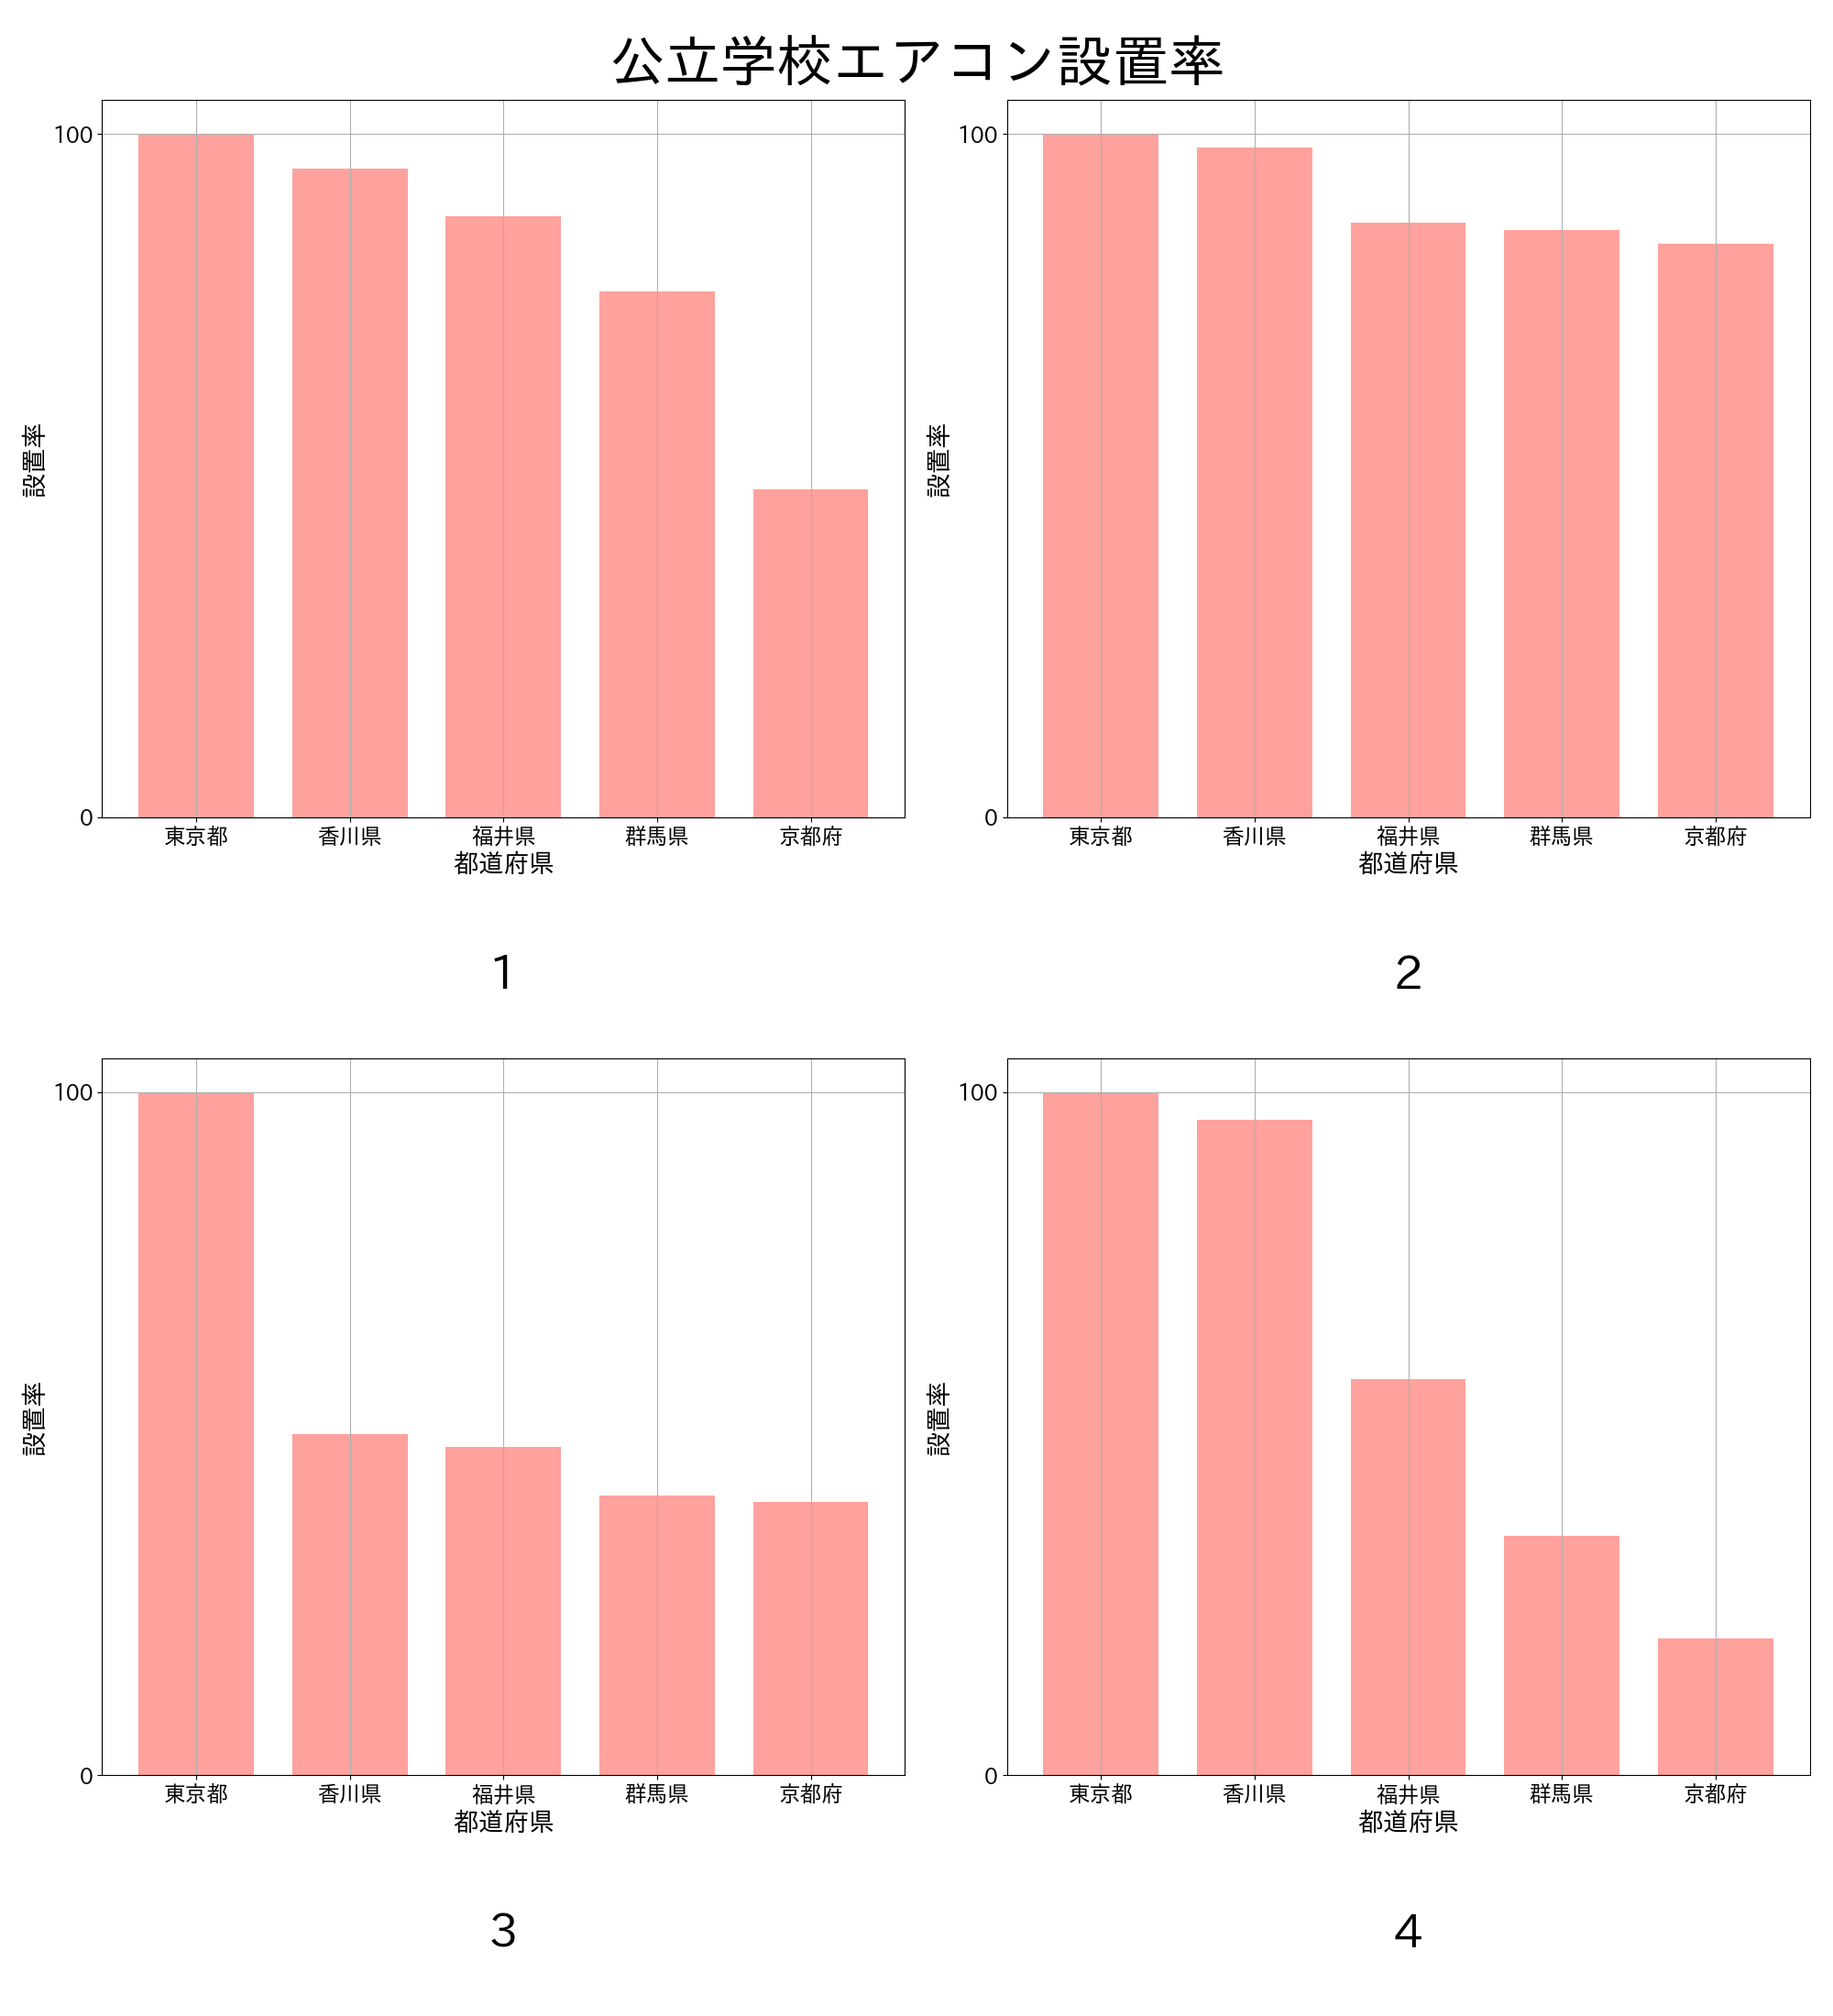 公立学校エアコン設置率
100
0
設置率
東京都 香川県 福井県 群馬県 京都府
都道府県
1
100
0
設置率
東京都 香川県 福井県 群馬県 京都府
都道府県
2
100
0
設置率
東京都 香川県 福井県 群馬県 京都府
都道府県
3
100
0
設置率
東京都 香川県 福井県 群馬県 京都府
都道府県
4